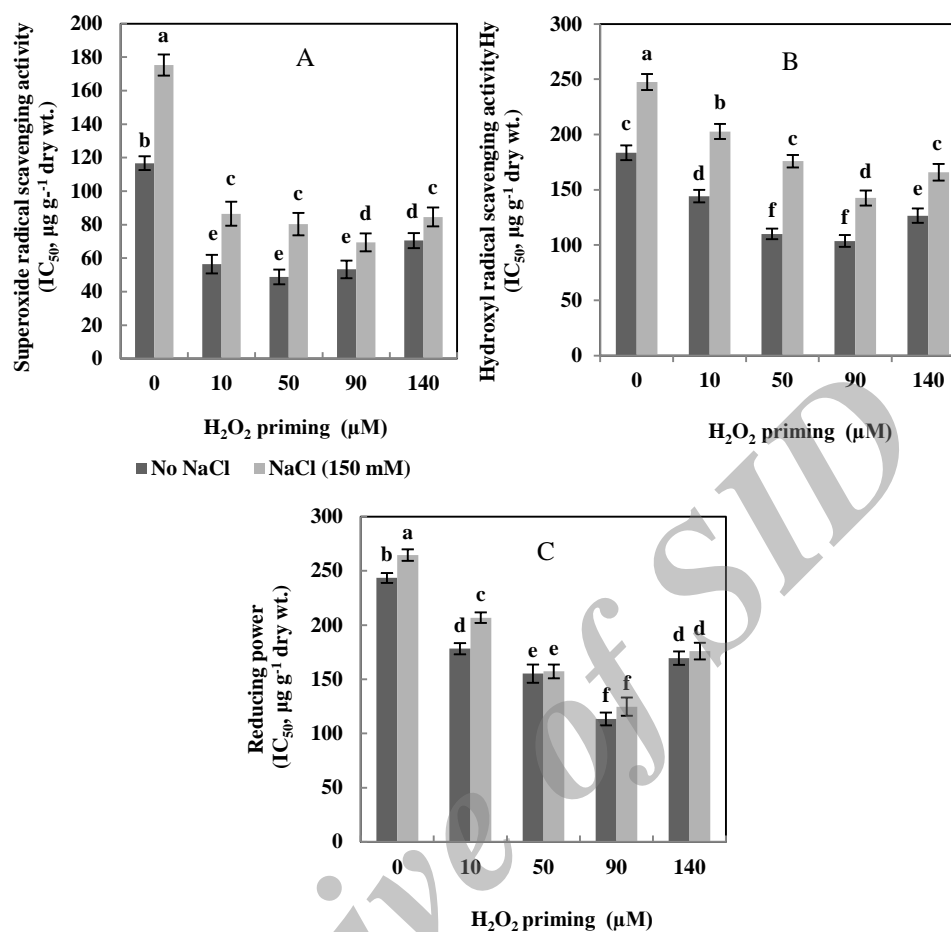 A
Superoxide radical scavenging activity
(IC₅₀, µg g-¹ dry wt.)
200
180
160
140
120
100
80
60
40
20
0
b a
e c
e c
e d
d c
0 10 50 90 140
H₂O₂ priming (µM)
No NaCl NaCl (150 mM)
B
Hydroxyl radical scavenging activityHy
(IC₅₀, µg g⁻¹ dry wt.)
300
250
200
150
100
50
0
c a
d b
f c
f d
e c
0 10 50 90 140
H₂O₂ priming (µM)
C
Reducing power
(IC₅₀, µg g⁻¹ dry wt.)
300
250
200
150
100
50
0
b a
d c
e e
f f
d d
0 10 50 90 140
H₂O₂ priming (µM)
ive of SID